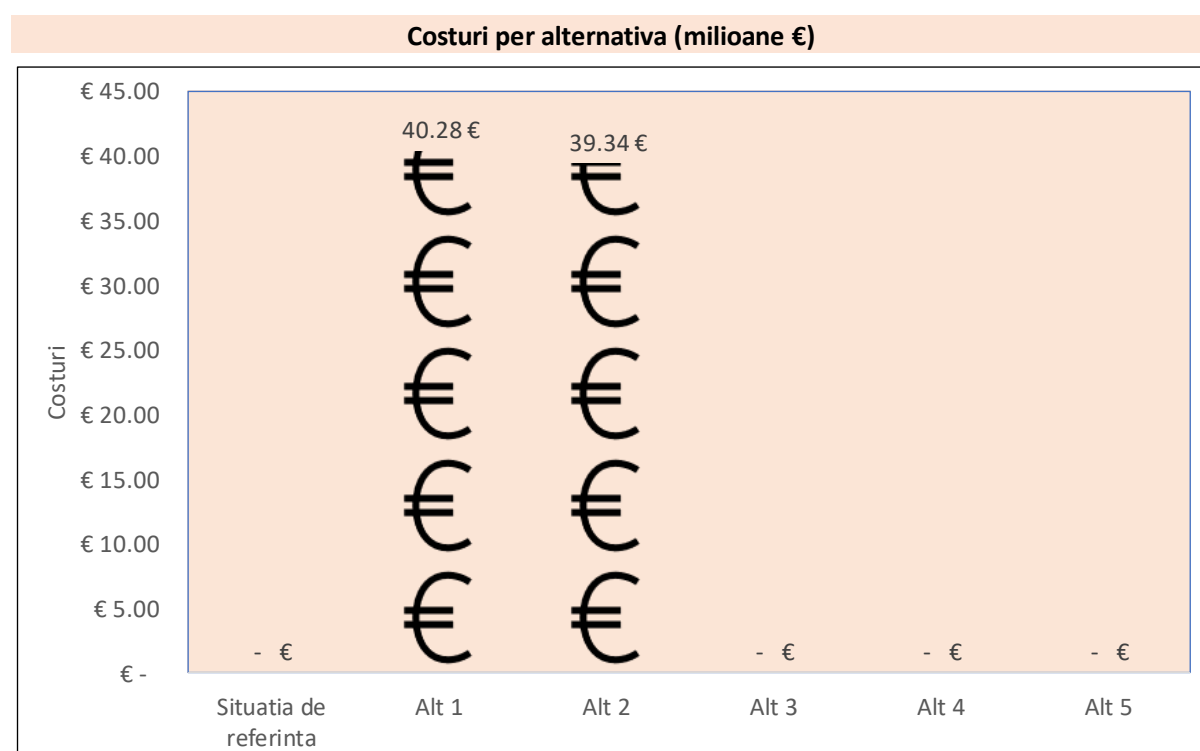 Costuri per alternativa (milioane €)
€ 45.00
€ 40.00
€ 35.00
€ 30.00
€ 25.00
€ 20.00
€ 15.00
€ 10.00
€ 5.00
€ -
Costuri
- €
40.28 €
39.34 €
- €
- €
- €
Situatia de
referinta
Alt 1
Alt 2
Alt 3
Alt 4
Alt 5